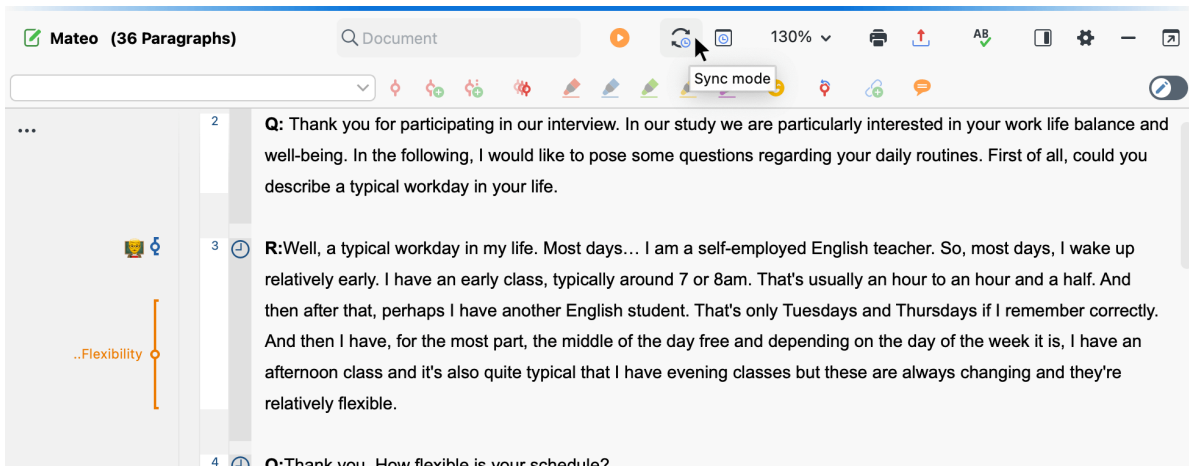 Mateo (36 Paragraphs)
Document
130%
AB
Sync mode
...
2
Q: Thank you for participating in our interview. In our study we are particularly interested in your work life balance and
well-being. In the following, I would like to pose some questions regarding your daily routines. First of all, could you
describe a typical workday in your life.
3
R:Well, a typical workday in my life. Most days… I am a self-employed English teacher. So, most days, I wake up
relatively early. I have an early class, typically around 7 or 8am. That's usually an hour to an hour and a half. And
then after that, perhaps I have another English student. That's only Tuesdays and Thursdays if I remember correctly.
And then I have, for the most part, the middle of the day free and depending on the day of the week it is, I have an
..Flexibility
afternoon class and it's also quite typical that I have evening classes but these are always changing and they're
relatively flexible.
4
Q:Thank you. How flexible is your schedule?